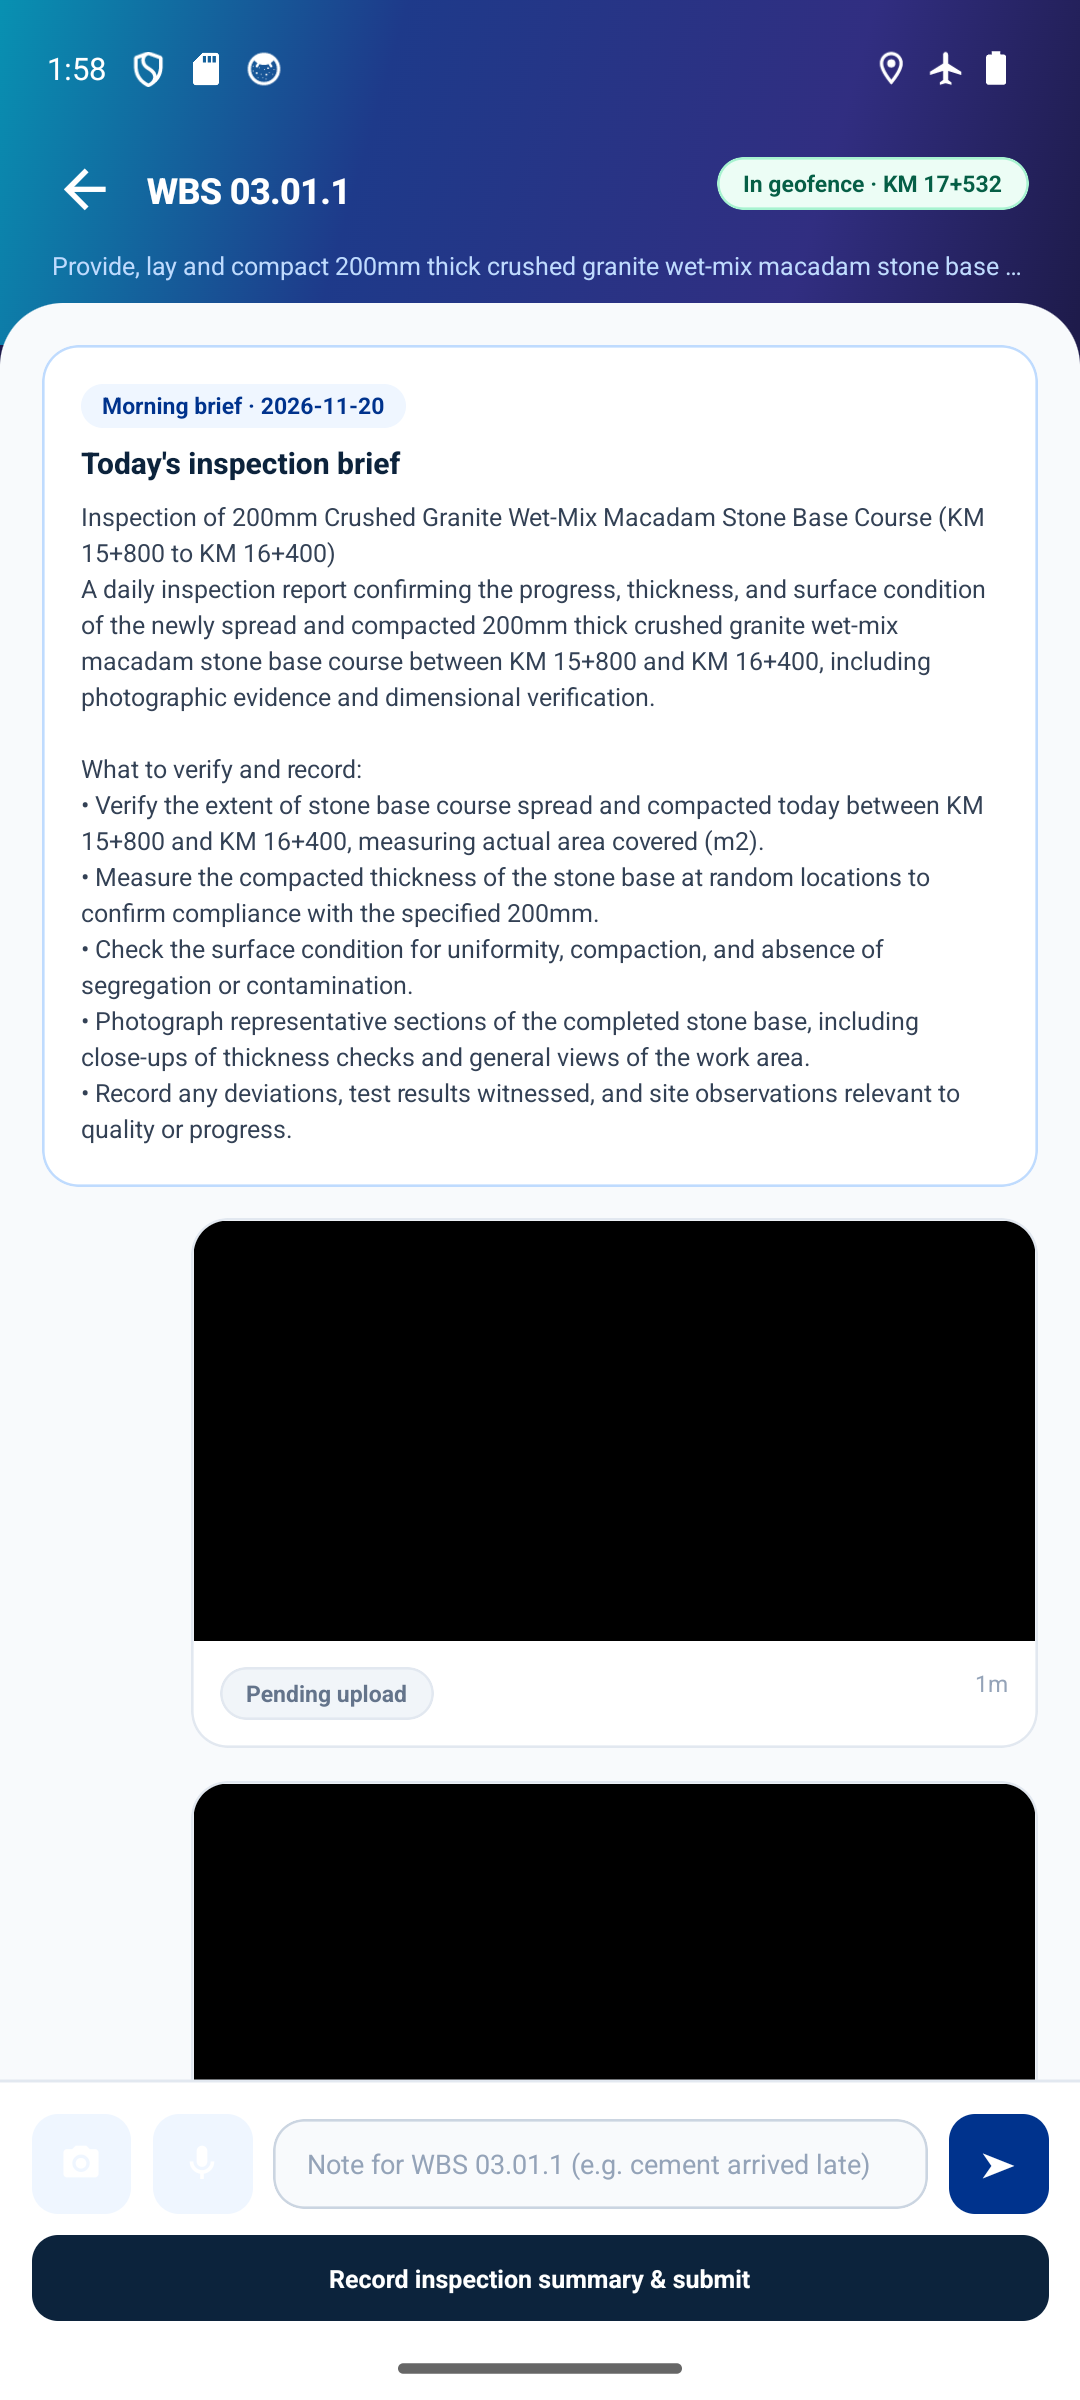 1:58
WBS 03.01.1
In geofence · KM 17+532
Provide, lay and compact 200mm thick crushed granite wet-mix macadam stone base ...
Morning brief · 2026-11-20
Today's inspection brief
Inspection of 200mm Crushed Granite Wet-Mix Macadam Stone Base Course (KM
15+800 to KM 16+400)
A daily inspection report confirming the progress, thickness, and surface condition
of the newly spread and compacted 200mm thick crushed granite wet-mix
macadam stone base course between KM 15+800 and KM 16+400, including
photographic evidence and dimensional verification.
What to verify and record:
• Verify the extent of stone base course spread and compacted today between KM
15+800 and KM 16+400, measuring actual area covered (m2).
• Measure the compacted thickness of the stone base at random locations to
confirm compliance with the specified 200mm.
• Check the surface condition for uniformity, compaction, and absence of
segregation or contamination.
• Photograph representative sections of the completed stone base, including
close-ups of thickness checks and general views of the work area.
• Record any deviations, test results witnessed, and site observations relevant to
quality or progress.
Pending upload
1m
Note for WBS 03.01.1 (e.g. cement arrived late)
Record inspection summary & submit